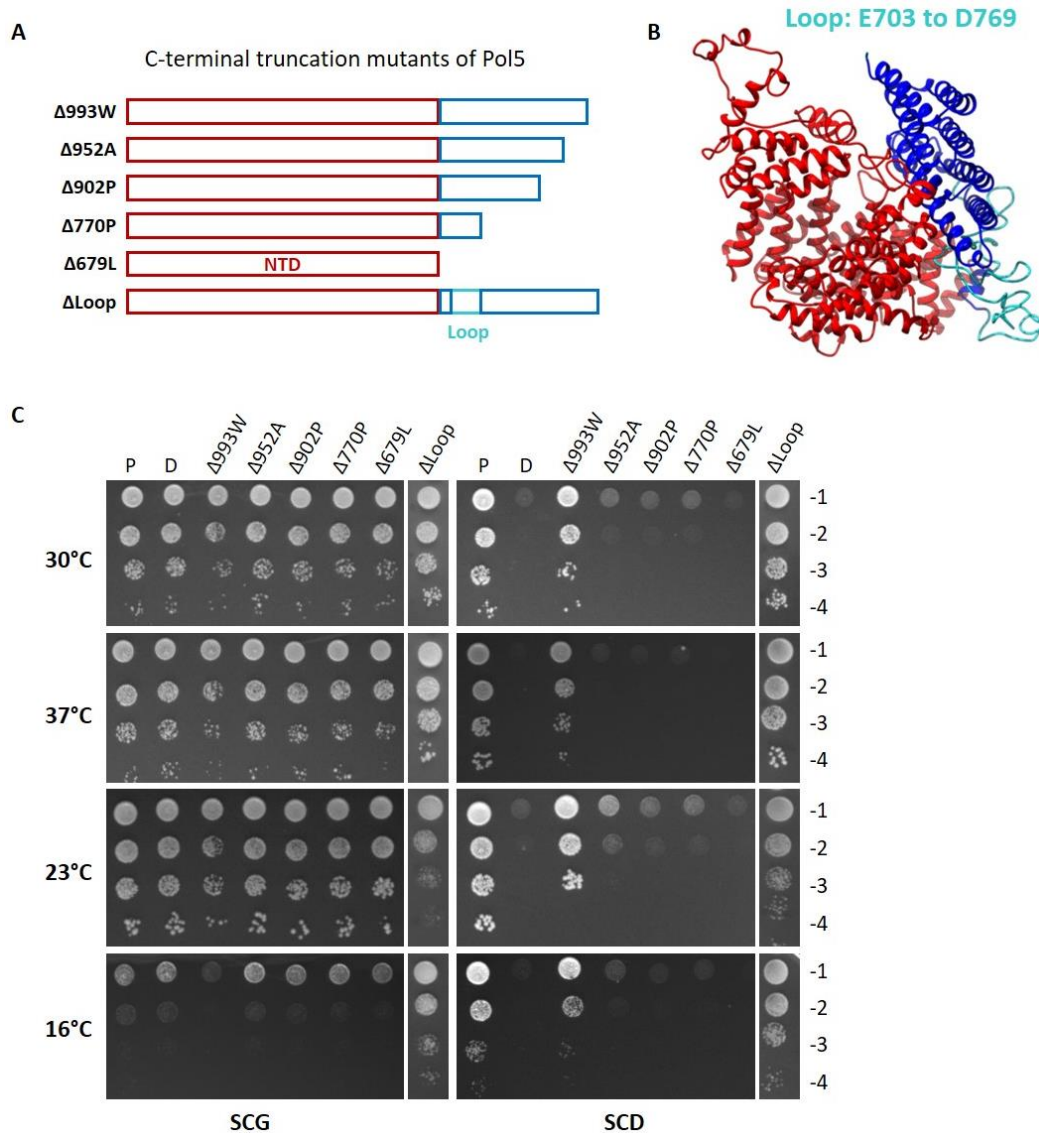 A
C-terminal truncation mutants of Pol5
Δ993W
Δ952A
Δ902P
Δ770P
Δ679L
NTD
ΔLoop
Loop
B
Loop: E703 to D769
C
P D Δ993W Δ952A Δ902P Δ770P Δ679L ΔLoop P D Δ993W Δ952A Δ902P Δ770P Δ679L ΔLoop
30°C
-1
-2
-3
-4
37°C
-1
-2
-3
-4
23°C
-1
-2
-3
-4
16°C
-1
-2
-3
-4
SCG SCD